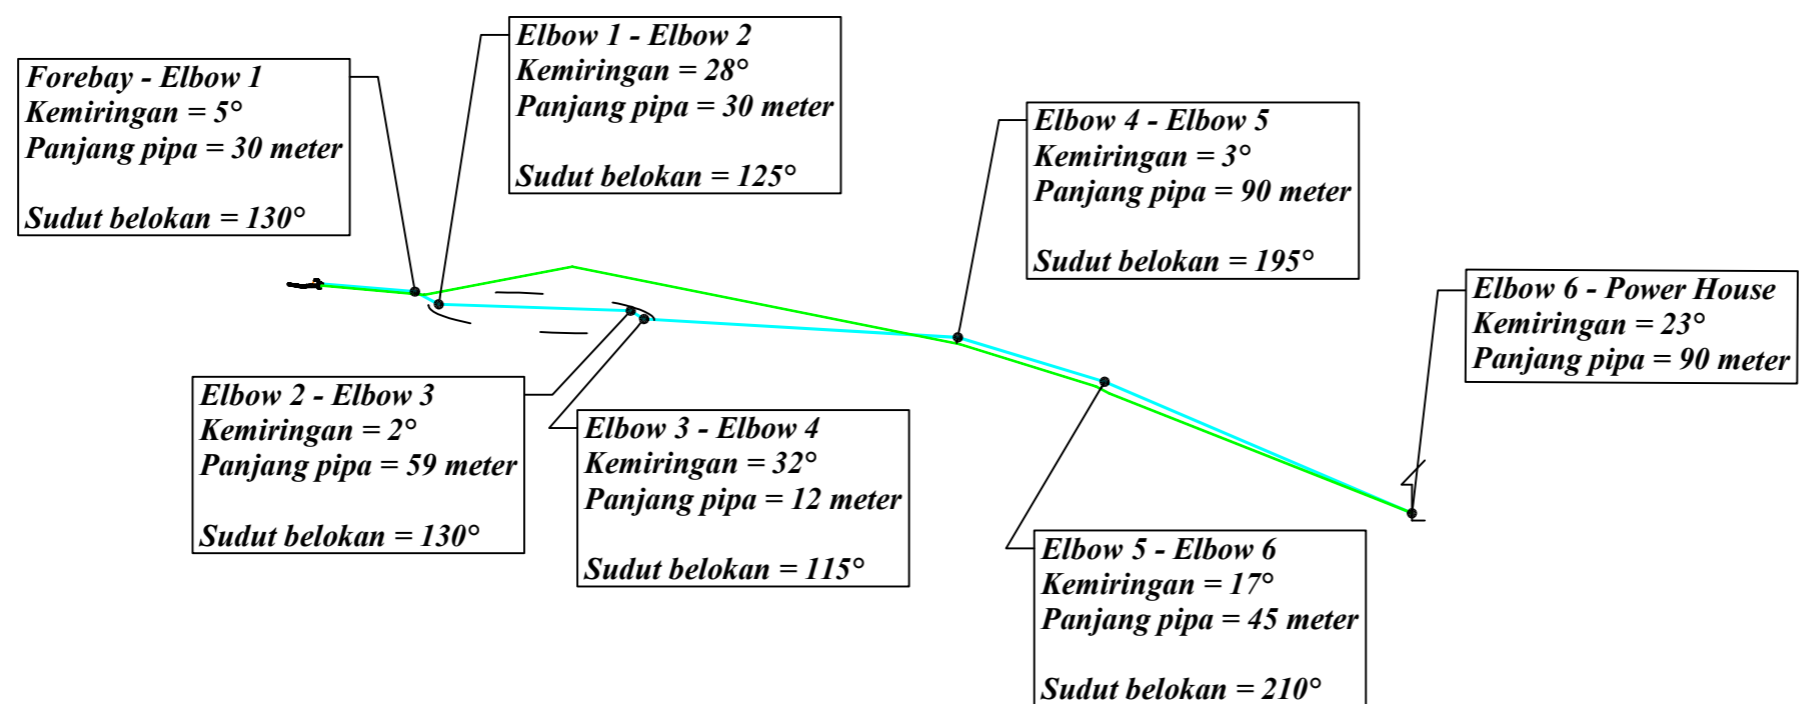 Forebay - Elbow 1
Kemiringan = 5°
Panjang pipa = 30 meter
Sudut belokan = 130°
Elbow 1 - Elbow 2
Kemiringan = 28°
Panjang pipa = 30 meter
Sudut belokan = 125°
Elbow 4 - Elbow 5
Kemiringan = 3°
Panjang pipa = 90 meter
Sudut belokan = 195°
Elbow 6 - Power House
Kemiringan = 23°
Panjang pipa = 90 meter
Elbow 2 - Elbow 3
Kemiringan = 2°
Panjang pipa = 59 meter
Sudut belokan = 130°
Elbow 3 - Elbow 4
Kemiringan = 32°
Panjang pipa = 12 meter
Sudut belokan = 115°
Elbow 5 - Elbow 6
Kemiringan = 17°
Panjang pipa = 45 meter
Sudut belokan = 210°